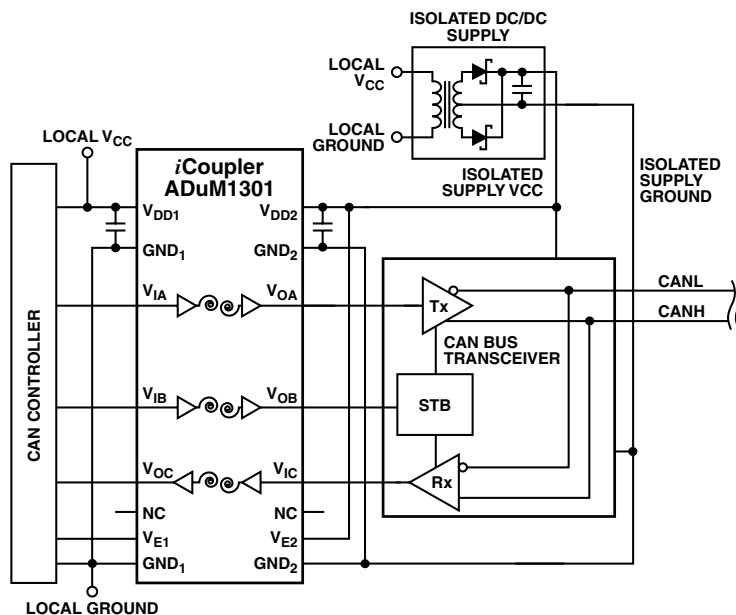 ISOLATED DC/DC
SUPPLY
LOCAL
VCC
LOCAL
GROUND
LOCAL VCC
iCoupler
ADuM1301
ISOLATED
SUPPLY VCC
ISOLATED
SUPPLY
GROUND
VDD1
VDD2
GND1
GND2
VIA
VOA
Tx
CANL
CANH
CAN BUS
TRANSCEIVER
CAN CONTROLLER
VIB
VOB
STB
VOC
VIC
Rx
NC
NC
VE1
VE2
GND1
GND2
LOCAL GROUND